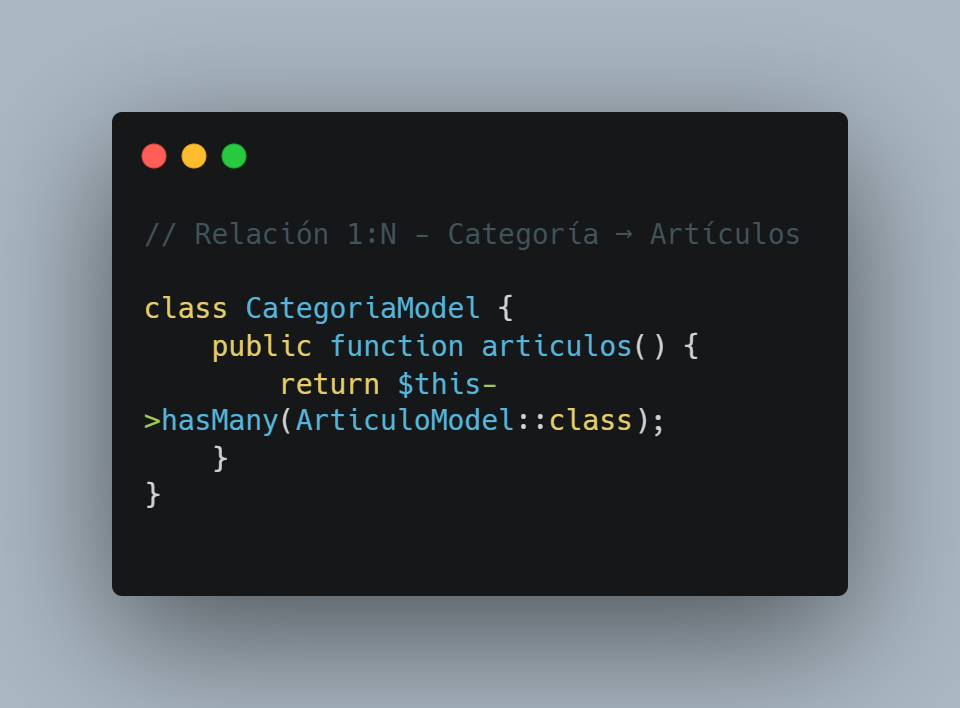 // Relación 1:N - Categoría → Artículos

class CategoriaModel {
    public function articulos() {
        return $this-
>hasMany(ArticuloModel::class);
    }
}